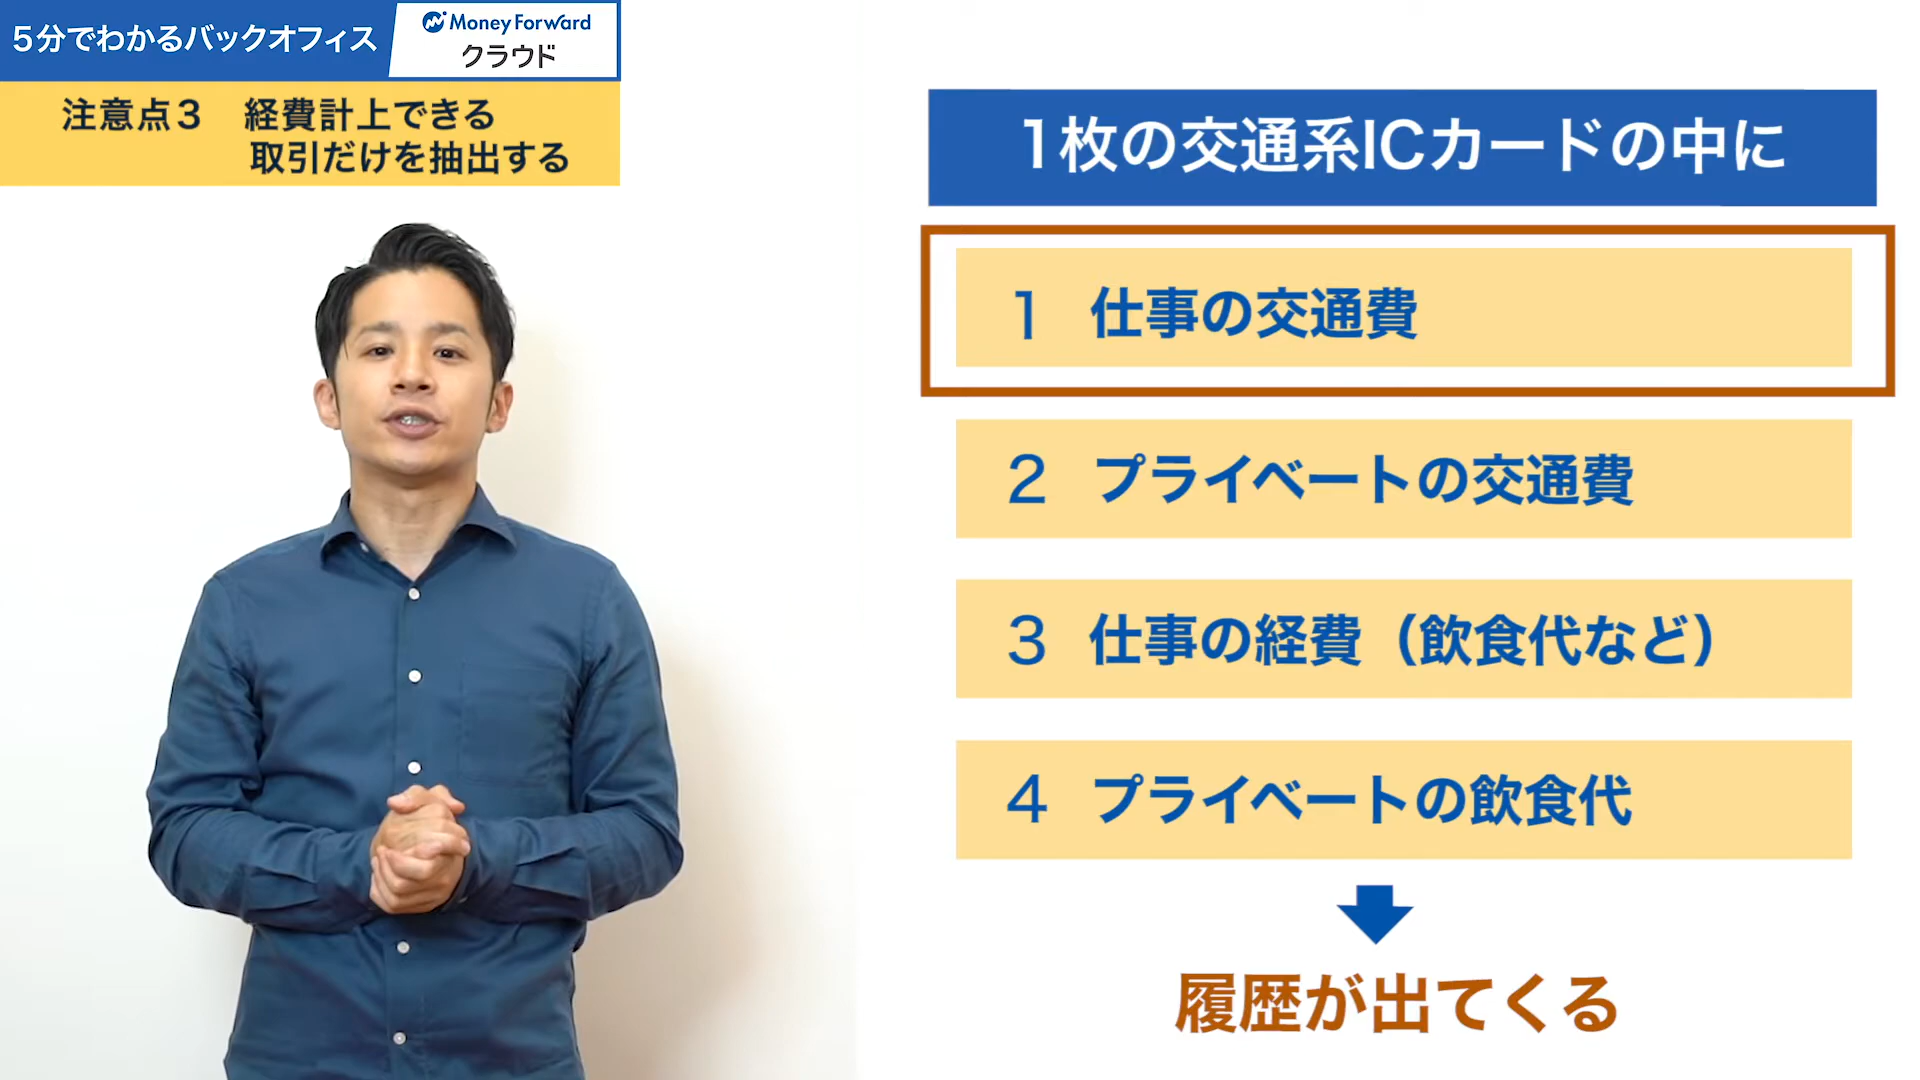 5分でわかるバックオフィス
Money Forward
クラウド
注意点3 経費計上できる
取引だけを抽出する
1枚の交通系ICカードの中に
1 仕事の交通費
2 プライベートの交通費
3 仕事の経費（飲食代など）
4 プライベートの飲食代
履歴が出てくる